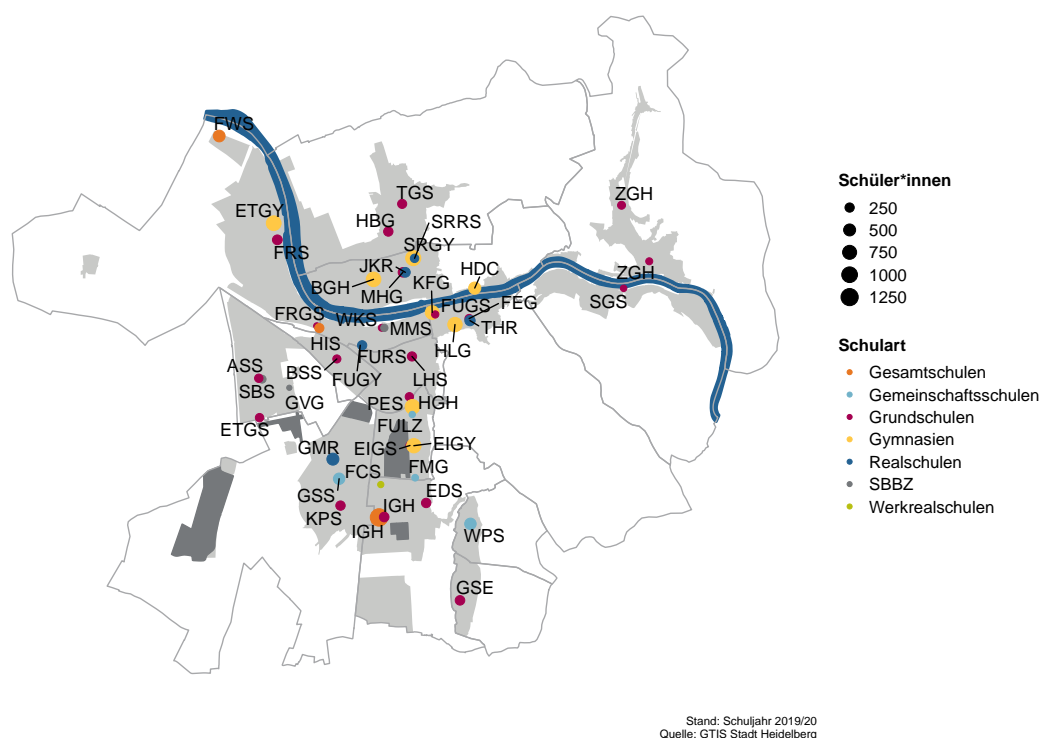 FWS
TGS
ZGH
ETGY
HBG
SRRS
FRS
SRGY
JKR
HDC
ZGH
BGH
MHG
KFG
SGS
FRGS
WKS
FUGS
FEG
MMS
THR
HIS
FURS
HLG
ASS
BSS
FUGY
LHS
SBS
GVG
PES
HGH
ETGS
FULZ
GMR
EIGS
EIGY
FCS
FMG
GSS
EDS
KPS
IGH
IGH
WPS
GSE
Schüler*innen
250
500
750
1000
1250
Schulart
Gesamtschulen
Gemeinschaftsschulen
Grundschulen
Gymnasien
Realschulen
SBBZ
Werkrealschulen
Stand: Schuljahr 2019/20
Quelle: GTIS Stadt Heidelberg